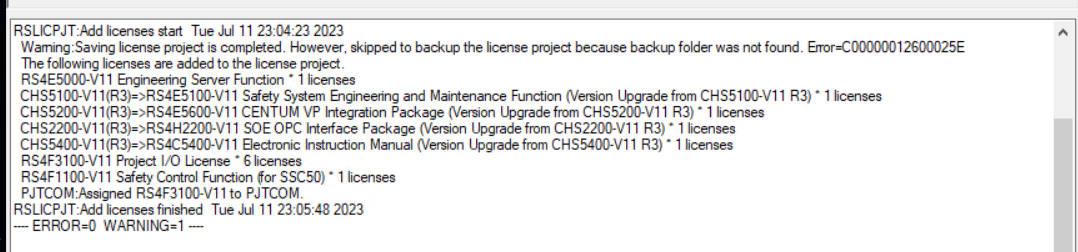 RSLICPJT:Add licenses start  Tue Jul 11 23:04:23 2023
Warning:Saving license project is completed. However, skipped to backup the license project because backup folder was not found. Error=C00000012600025E
The following licenses are added to the license project.
RS4E5000-V11 Engineering Server Function * 1 licenses
CHS5100-V11(R3)=>RS4E5100-V11 Safety System Engineering and Maintenance Function (Version Upgrade from CHS5100-V11 R3) * 1 licenses
CHS5200-V11(R3)=>RS4E5600-V11 CENTUM VP Integration Package (Version Upgrade from CHS5200-V11 R3) * 1 licenses
CHS2200-V11(R3)=>RS4H2200-V11 SOE OPC Interface Package (Version Upgrade from CHS2200-V11 R3) * 1 licenses
CHS5400-V11(R3)=>RS4C5400-V11 Electronic Instruction Manual (Version Upgrade from CHS5400-V11 R3) * 1 licenses
RS4F3100-V11 Project I/O License * 6 licenses
RS4F1100-V11 Safety Control Function (for SSC50) * 1 licenses
PJTCOM:Assigned RS4F3100-V11 to PJTCOM.
RSLICPJT:Add licenses finished  Tue Jul 11 23:05:48 2023
---- ERROR=0  WARNING=1 ----